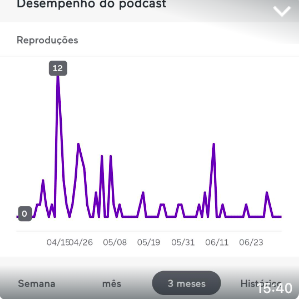 Desempenho do podcast
Reproduções
12
0
04/15 04/26 05/08 05/19 05/31 06/11 06/23
Semana mês 3 meses Histórico
15:40